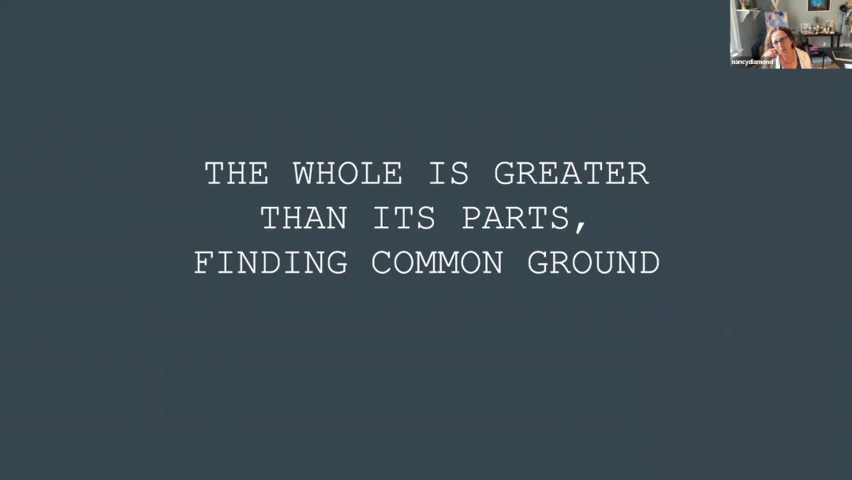 nancydiamond
THE WHOLE IS GREATER
THAN ITS PARTS,
FINDING COMMON GROUND